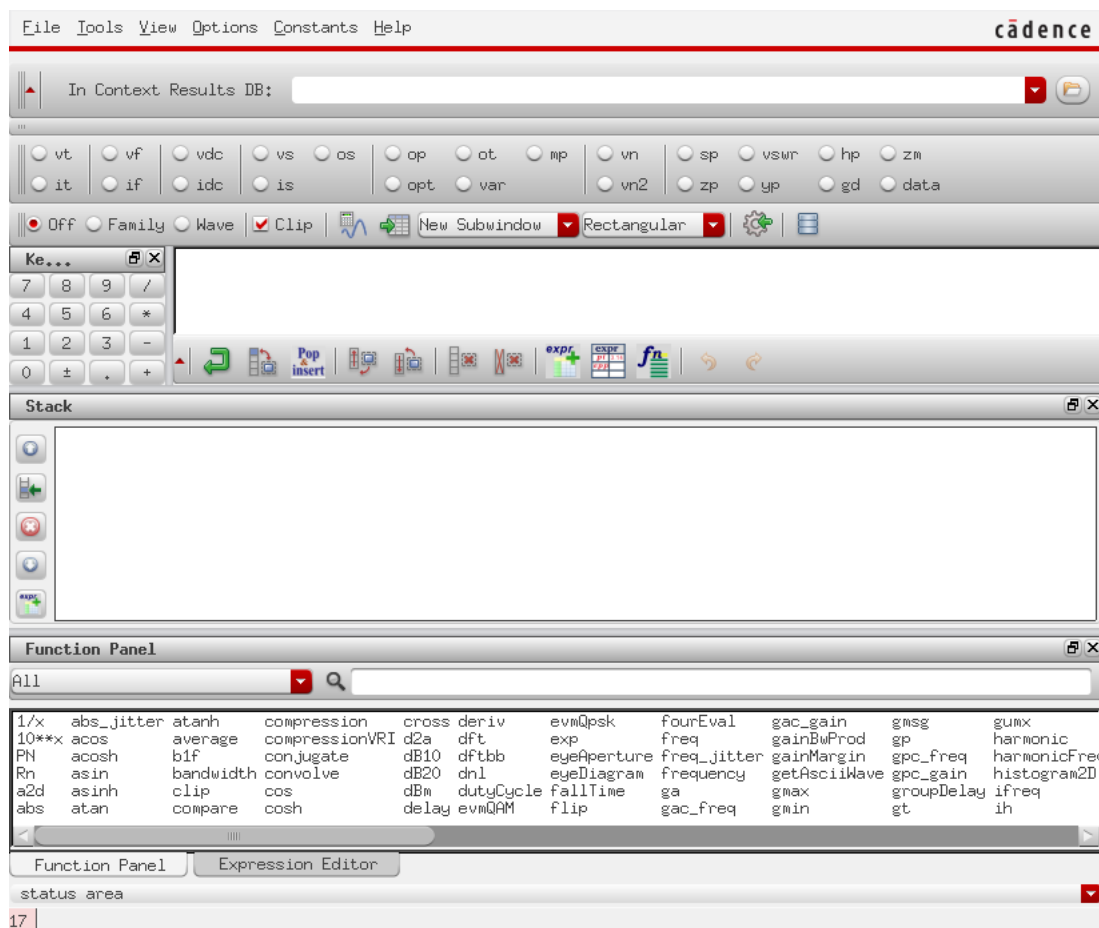 File Tools View Options Constants Help cādence
In Context Results DB:
vt vf vdc vs os op ot mp vn sp vswr hp zm
it if idc is opt var vn2 zp yp gd data
Off Family Wave Clip New Subwindow Rectangular
Ke...
7 8 9 /
4 5 6 *
1 2 3 -
0 ± . +
Pop & insert expr expr fn
Stack
expr
Function Panel
All
1/x abs_jitter atanh compression cross deriv evmQpsk fourEval gac_gain gmsg gumx
10**x acos average compressionVRI d2a dft exp freq gainBwProd gp harmonic
PN acosh b1f conjugate dB10 dftbb eyeAperture freq_jitter gainMargin gpc_freq harmonicFre
Rn asin bandwidth convolve dB20 dnl eyeDiagram frequency getAsciiWave gpc_gain histogram2D
a2d asinh clip cos dBm dutyCycle fallTime ga gmax groupDelay ifreq
abs atan compare cosh delay evmQAM flip gac_freq gmin gt ih
Function Panel Expression Editor
status area
17